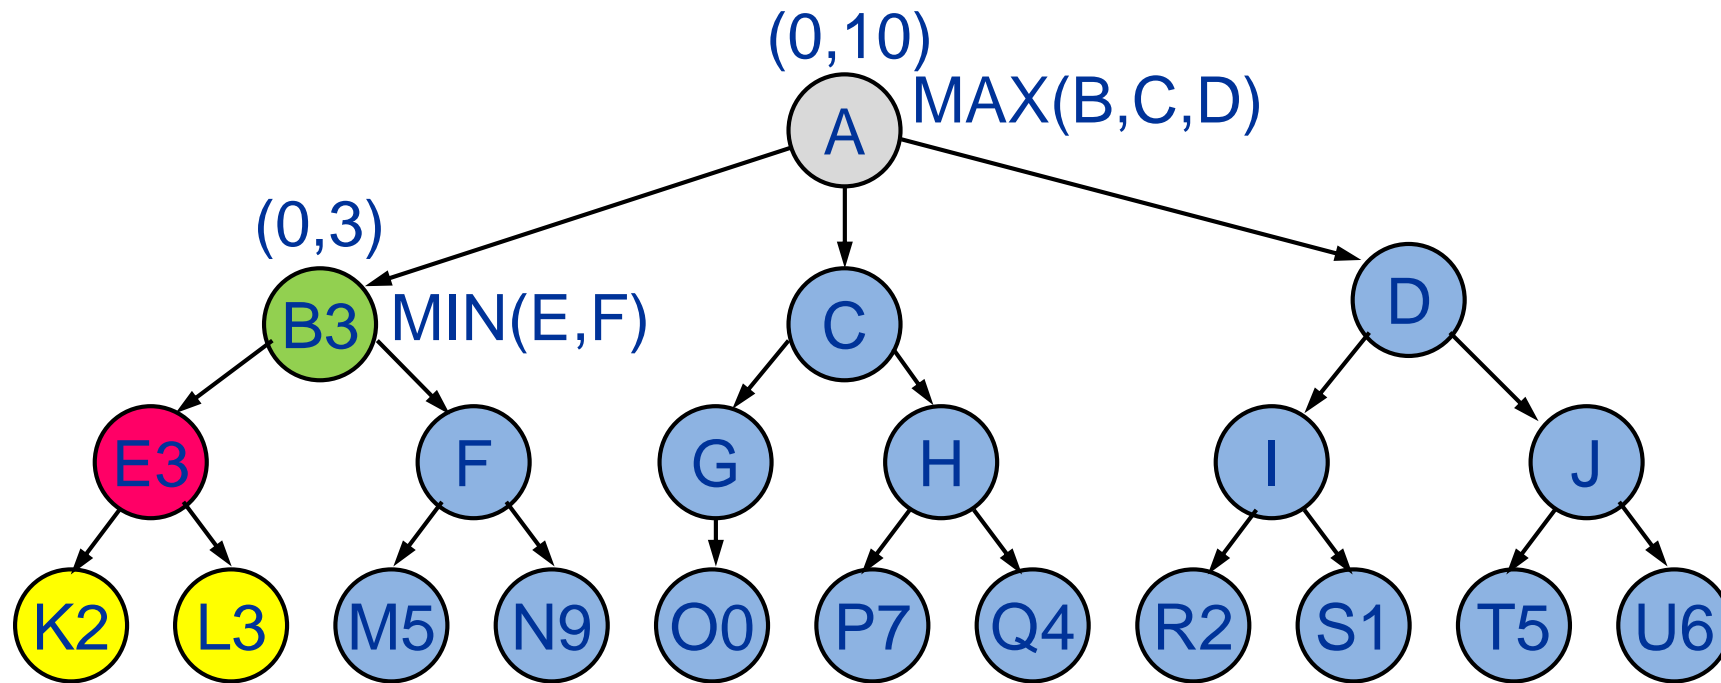 (0,10)
A MAX(B,C,D)
(0,3)
B3 MIN(E,F) C D
E3 F G H I J
K2 L3 M5 N9 O0 P7 Q4 R2 S1 T5 U6